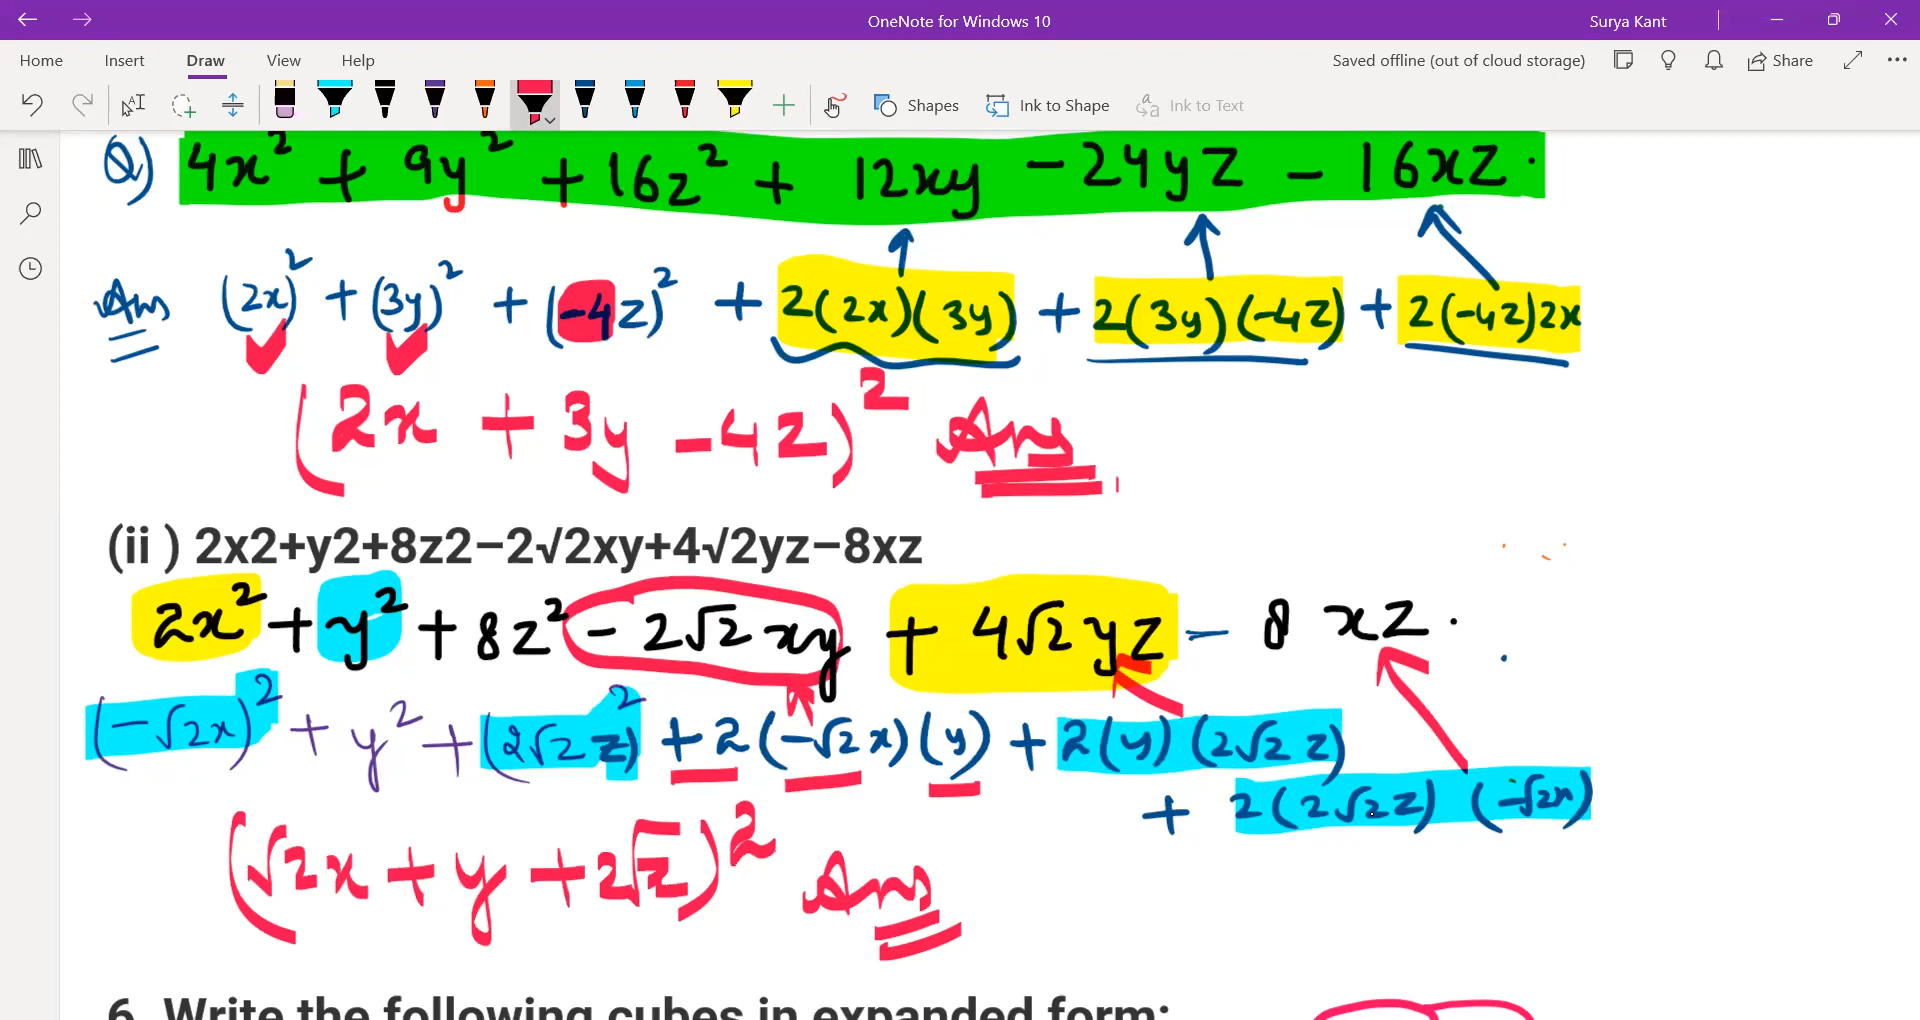 OneNote for Windows 10
Surya Kant
Home Insert Draw View Help
Saved offline (out of cloud storage)
Share
Shapes Ink to Shape Ink to Text
Q) 4x² + 9y² + 16z² + 12xy - 24yz - 16xz.
Ans (2x)² + (3y)² + (-4z)² + 2(2x)(3y) + 2(3y)(-4z) + 2(-4z)2x
(2x + 3y - 4z)² Ans
(ii ) 2x2+y2+8z2−2√2xy+4√2yz−8xz
2x² + y² + 8z² - 2√2 xy + 4√2 yz - 8 xz.
(-√2x)² + y² + (2√2 z)² + 2(-√2x)(y) + 2(y)(2√2 z)
+ 2(2√2z)(-√2x)
(√2x + y + 2√z)² Ans
6. Write the following cubes in expanded form: